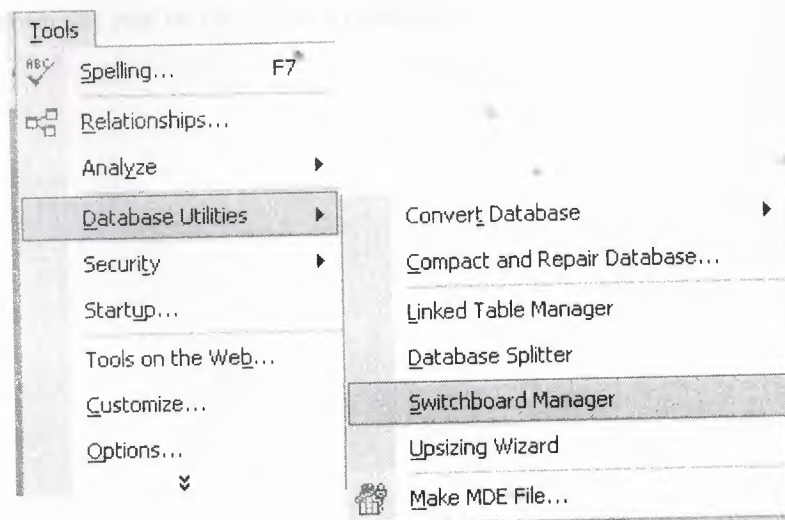 Tools
ABC
Spelling... F7
Relationships...
Analyze
Database Utilities
Security
Startup...
Tools on the Web...
Customize...
Options...
Convert Database
Compact and Repair Database...
Linked Table Manager
Database Splitter
Switchboard Manager
Upsizing Wizard
Make MDE File...